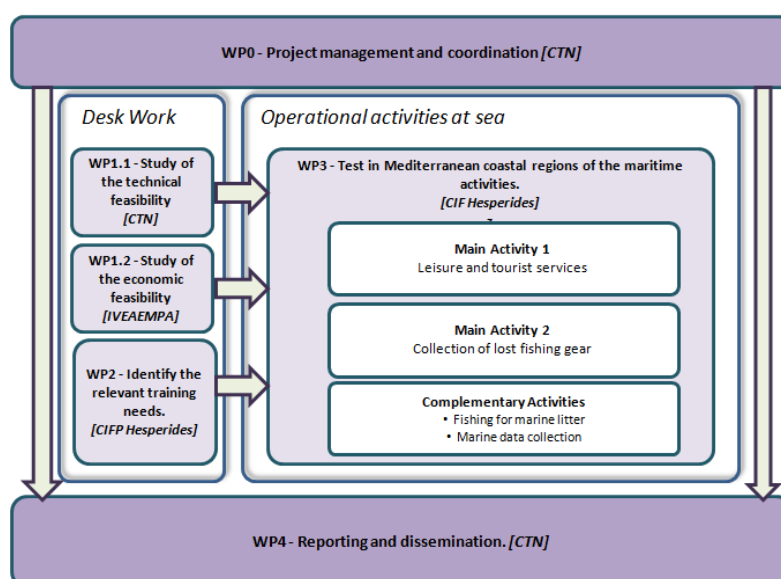 WP0 - Project management and coordination [CTN]
Desk Work
Operational activities at sea
WP1.1 - Study of
the technical
feasibility
[CTN]
WP1.2 - Study of
the economic
feasibility
[IVEAEMPA]
WP2 - Identify the
relevant training
needs.
[CIFP Hesperides]
WP3 - Test in Mediterranean coastal regions of the maritime
activities.
[CIF Hesperides]
Main Activity 1
Leisure and tourist services
Main Activity 2
Collection of lost fishing gear
Complementary Activities
• Fishing for marine litter
• Marine data collection
WP4 - Reporting and dissemination. [CTN]